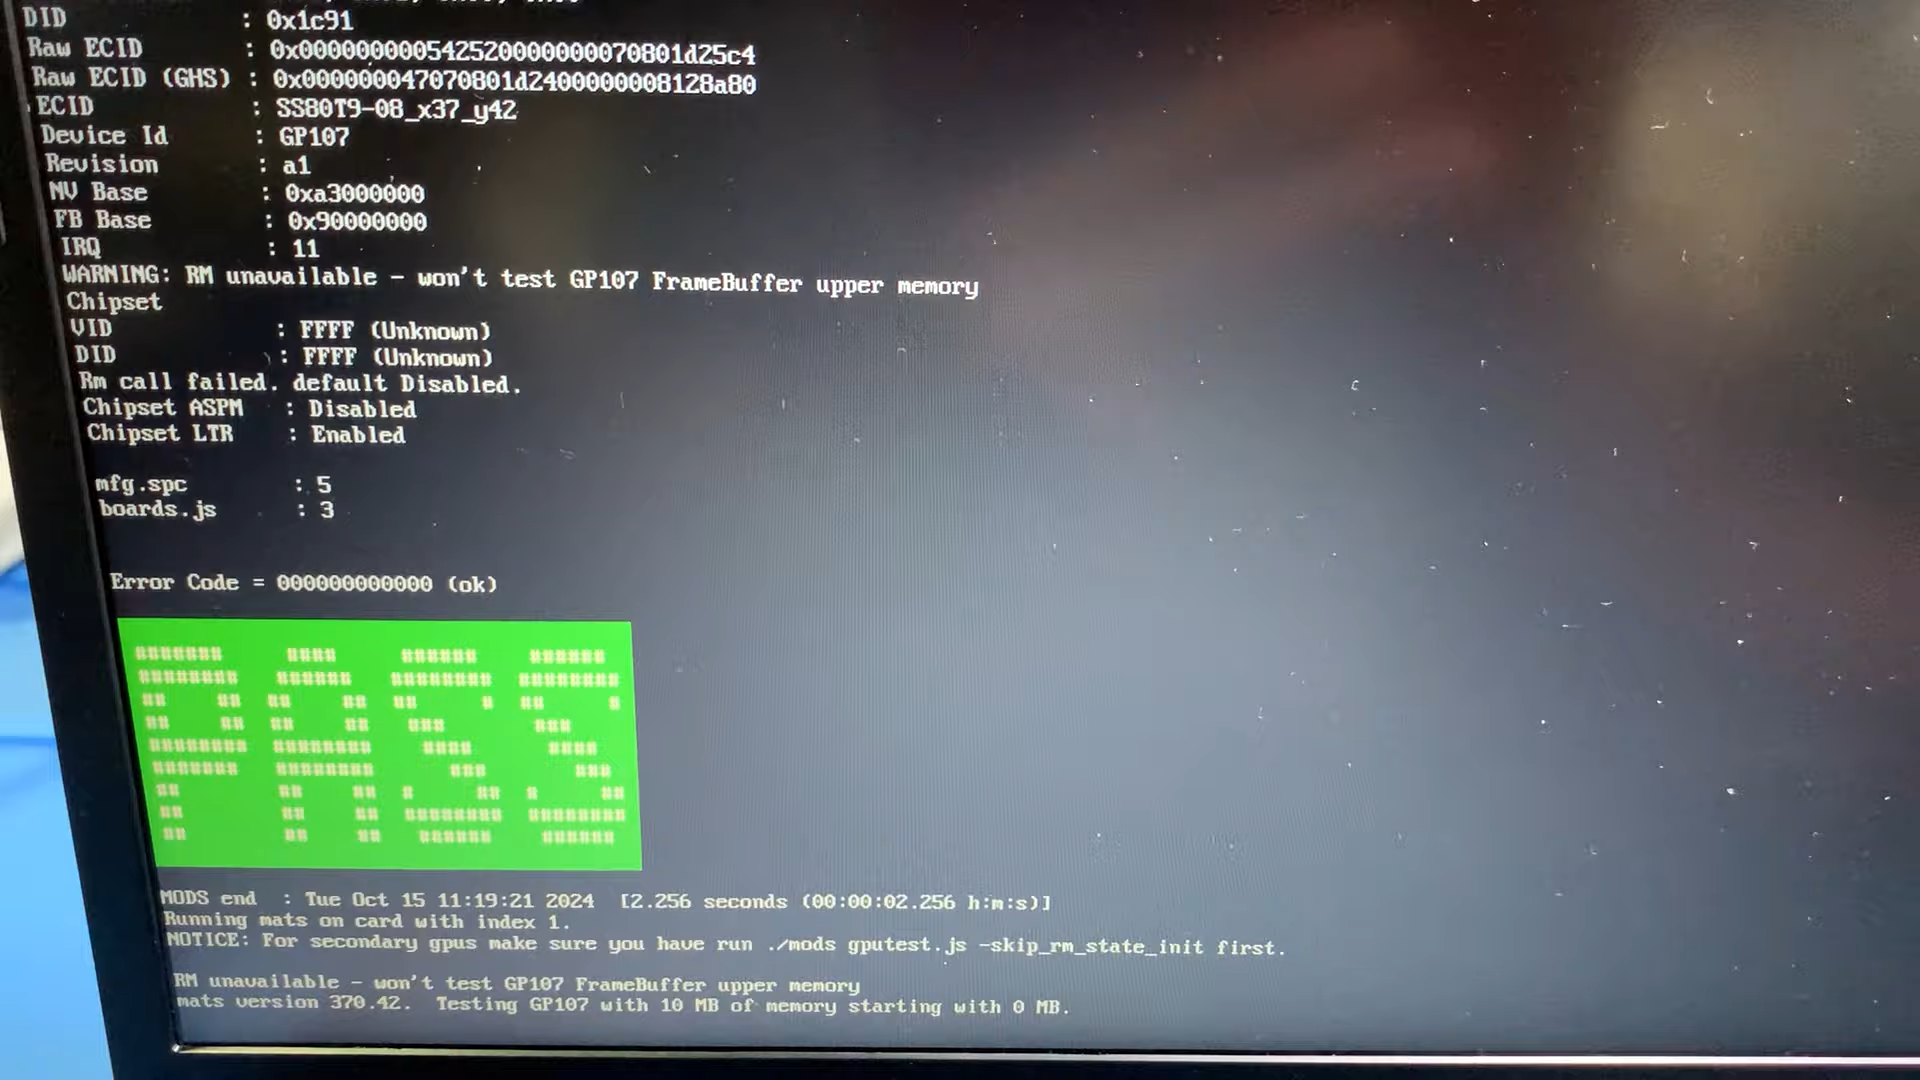 DID : 0x1c91
Raw ECID : 0x0000000005425200000000070801d25c4
Raw ECID (GHS) : 0x000000047070801d2400000008128a80
ECID : SS80T9-08_x37_y42
Device Id : GP107
Revision : a1
NV Base : 0xa3000000
FB Base : 0x90000000
IRQ : 11
WARNING: RM unavailable - won't test GP107 FrameBuffer upper memory
Chipset
VID : FFFF (Unknown)
DID : FFFF (Unknown)
Rm call failed. default Disabled.
Chipset ASPM : Disabled
Chipset LTR : Enabled
mfg.spc : 5
boards.js : 3
Error Code = 000000000000 (ok)
PASS
MODS end : Tue Oct 15 11:19:21 2024 [2.256 seconds (00:00:02.256 h:m:s)]
Running mats on card with index 1.
NOTICE: For secondary gpus make sure you have run ./mods gputest.js -skip_rm_state_init first.
RM unavailable - won't test GP107 FrameBuffer upper memory
mats version 370.42. Testing GP107 with 10 MB of memory starting with 0 MB.